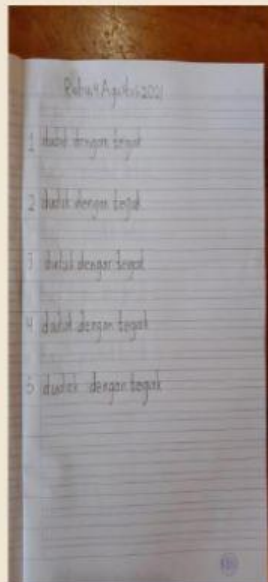 Rabu 4 Agustus 2021
1 duduk dengan tegak
2 duduk dengan tegak
3 duduk dengan tegak
4 duduk dengan tegak
5 duduk dengan tegak